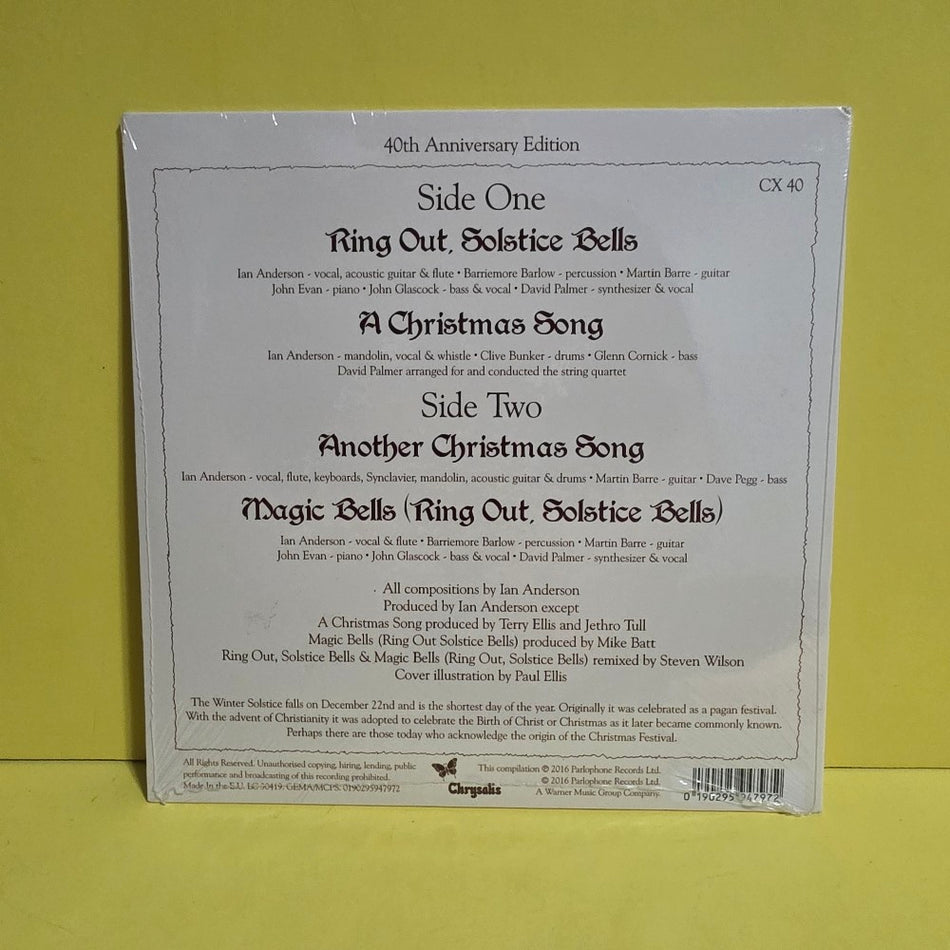 40th Anniversary Edition
CX 40
Side One
Ring Out, Solstice Bells
Ian Anderson - vocal, acoustic guitar & flute • Barriemore Barlow - percussion • Martin Barre - guitar
John Evan - piano • John Glascock - bass & vocal • David Palmer - synthesizer & vocal
A Christmas Song
Ian Anderson - mandolin, vocal & whistle • Clive Bunker - drums • Glenn Cornick - bass
David Palmer arranged for and conducted the string quartet
Side Two
Another Christmas Song
Ian Anderson - vocal, flute, keyboards, Synclavier, mandolin, acoustic guitar & drums • Martin Barre - guitar • Dave Pegg - bass
Magic Bells (Ring Out, Solstice Bells)
Ian Anderson - vocal & flute • Barriemore Barlow - percussion • Martin Barre - guitar
John Evan - piano • John Glascock - bass & vocal • David Palmer - synthesizer & vocal
All compositions by Ian Anderson
Produced by Ian Anderson except
A Christmas Song produced by Terry Ellis and Jethro Tull
Magic Bells (Ring Out Solstice Bells) produced by Mike Batt
Ring Out, Solstice Bells & Magic Bells (Ring Out, Solstice Bells) remixed by Steven Wilson
Cover illustration by Paul Ellis
The Winter Solstice falls on December 22nd and is the shortest day of the year. Originally it was celebrated as a pagan festival.
With the advent of Christianity it was adopted to celebrate the Birth of Christ or Christmas as it later became commonly known.
Perhaps there are those today who acknowledge the origin of the Christmas Festival.
All Rights Reserved. Unauthorised copying, hiring, lending, public
performance and broadcasting of this recording prohibited.
Made in the E.U. LC 30419. GEMA/MCPS. 0190295947972
Chrysalis
This compilation ℗ 2016 Parlophone Records Ltd.
© 2016 Parlophone Records Ltd.
A Warner Music Group Company.
0 190295 947972